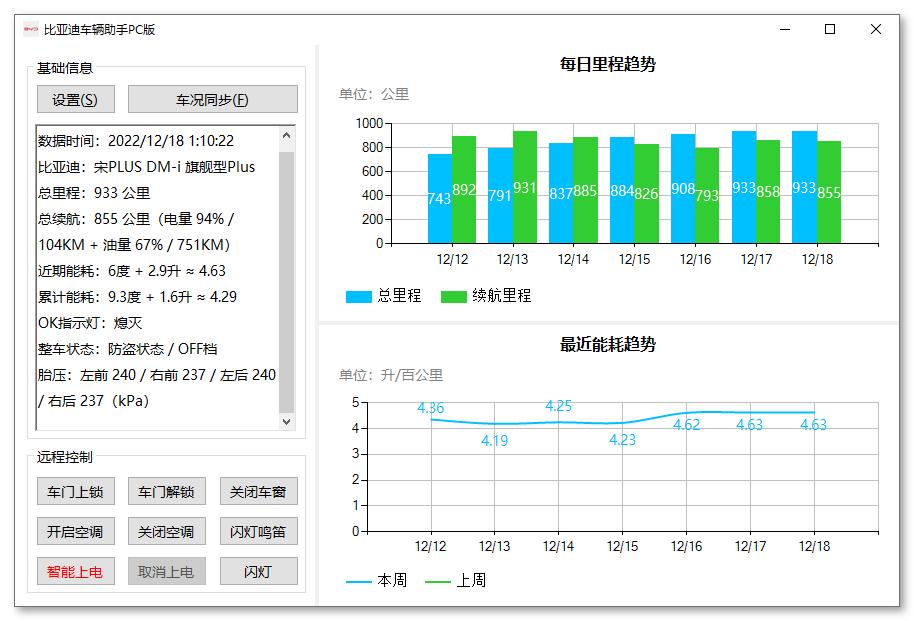 BYD 比亚迪车辆助手PC版
基础信息
设置(S)
车况同步(F)
数据时间：2022/12/18 1:10:22
比亚迪：宋PLUS DM-i 旗舰型Plus
总里程：933 公里
总续航：855 公里（电量 94% /
104KM + 油量 67% / 751KM）
近期能耗：6度 + 2.9升 ≈ 4.63
累计能耗：9.3度 + 1.6升 ≈ 4.29
OK指示灯：熄灭
整车状态：防盗状态 / OFF档
胎压：左前 240 / 右前 237 / 左后 240
/ 右后 237（kPa）
远程控制
车门上锁 车门解锁 关闭车窗
开启空调 关闭空调 闪灯鸣笛
智能上电 取消上电 闪灯
每日里程趋势
单位：公里
1000
800
600
400
200
0
743 892 791 931 837 885 884 826 908 793 933 858 933 855
12/12 12/13 12/14 12/15 12/16 12/17 12/18
总里程 续航里程
最近能耗趋势
单位：升/百公里
5
4
3
2
1
0
4.36 4.19 4.25 4.23 4.62 4.63 4.63
12/12 12/13 12/14 12/15 12/16 12/17 12/18
本周 上周